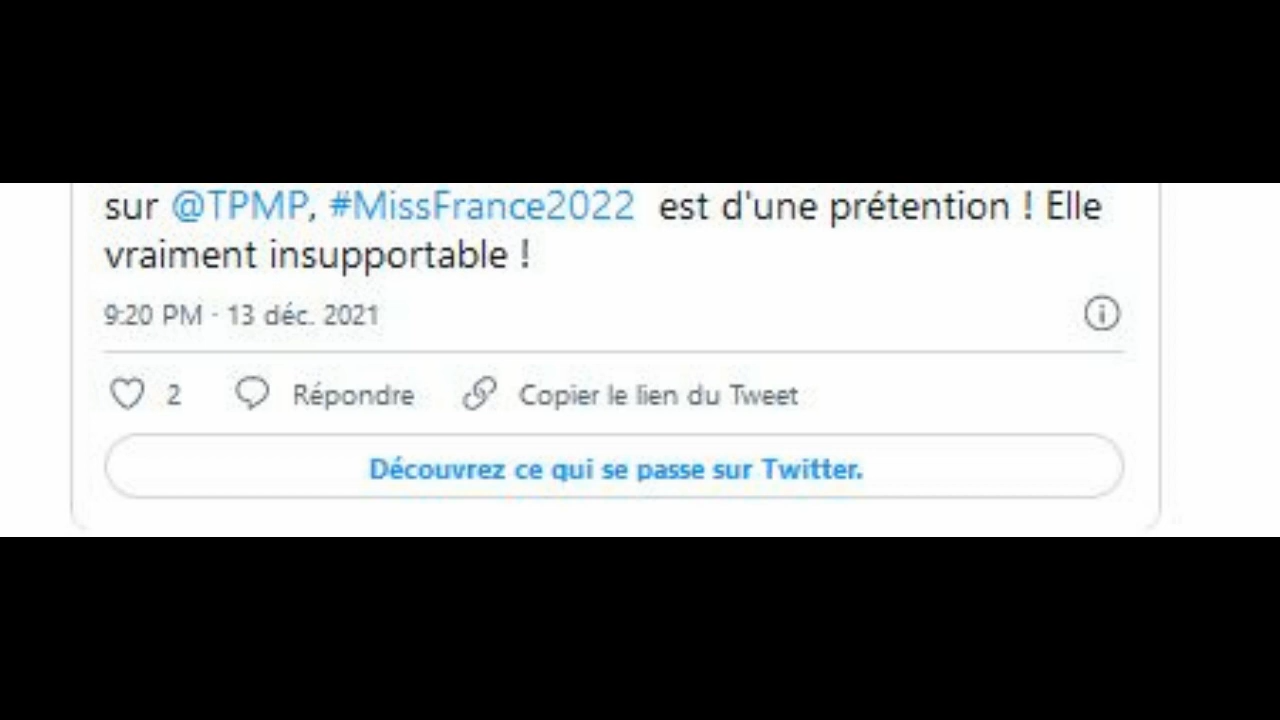 sur @TPMP, #MissFrance2022 est d'une prétention ! Elle
vraiment insupportable !
9:20 PM · 13 déc. 2021
2 Répondre Copier le lien du Tweet
Découvrez ce qui se passe sur Twitter.